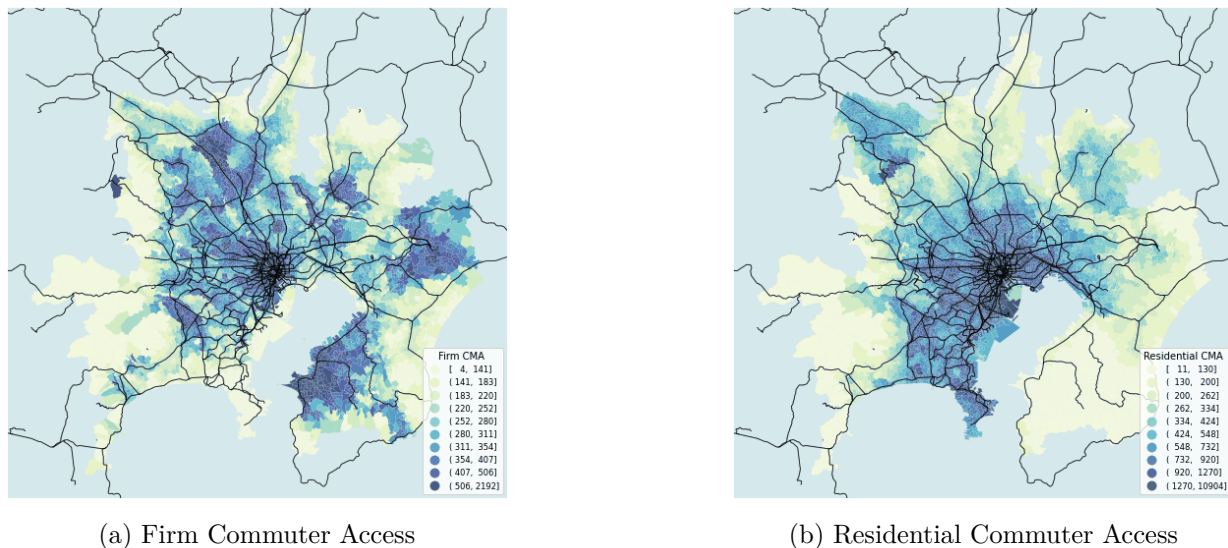 Firm CMA
[ 4, 141]
( 141, 183]
( 183, 220]
( 220, 252]
( 252, 280]
( 280, 311]
( 311, 354]
( 354, 407]
( 407, 506]
( 506, 2192]
(a) Firm Commuter Access
Residential CMA
[ 11, 130]
( 130, 200]
( 200, 262]
( 262, 334]
( 334, 424]
( 424, 548]
( 548, 732]
( 732, 920]
( 920, 1270]
( 1270, 10904]
(b) Residential Commuter Access